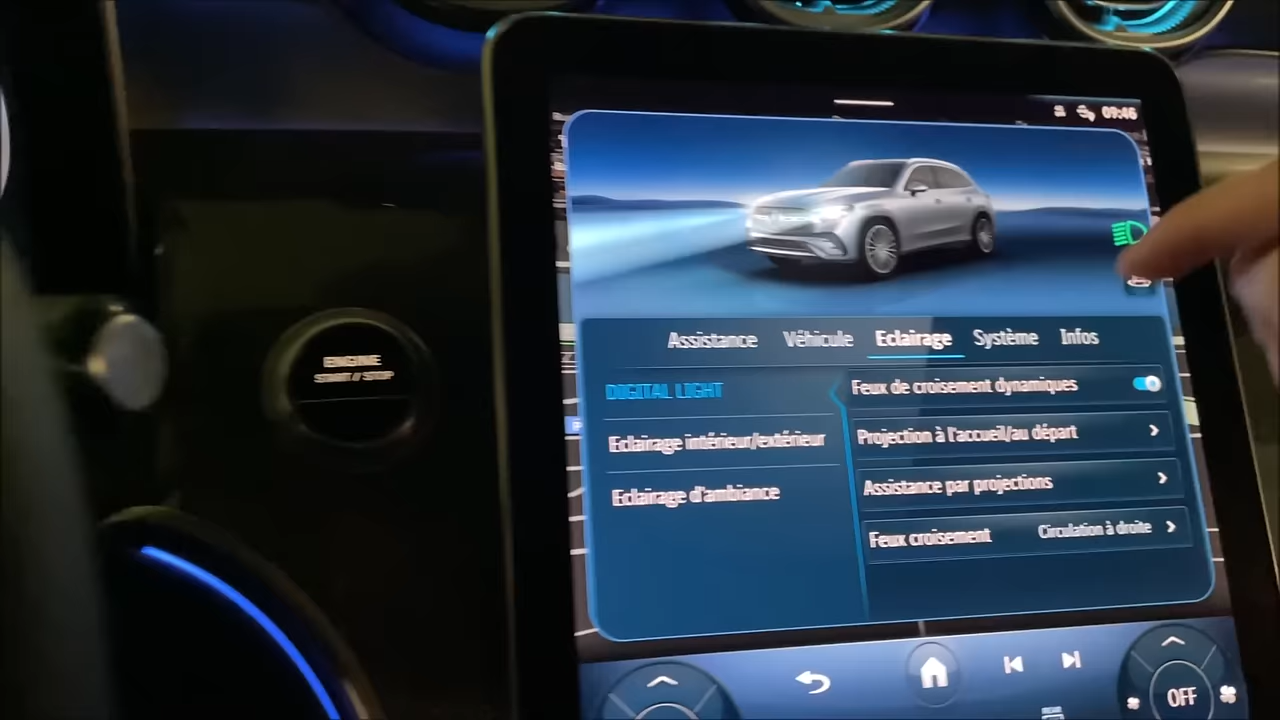 09:46
Assistance Véhicule Eclairage Système Infos
DIGITAL LIGHT
Feux de croisement dynamiques
Eclairage intérieur/extérieur
Projection à l'accueil/au départ
Eclairage d'ambiance
Assistance par projections
Feux croisement Circulation à droite
ENGINE
START // STOP
OFF